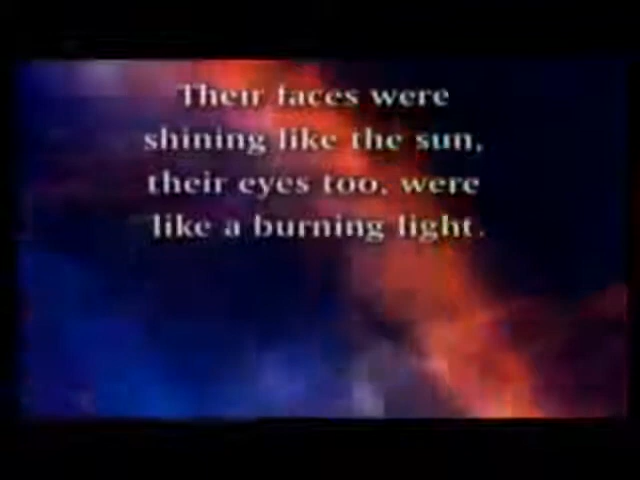 Their faces were
shining like the sun,
their eyes too, were
like a burning light.